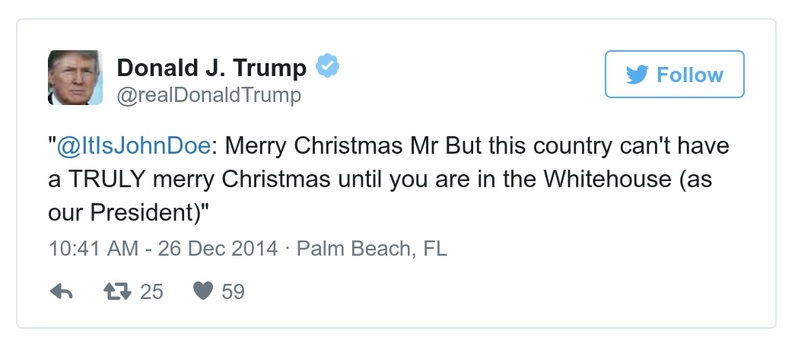 Donald J. Trump
@realDonaldTrump
Follow
"@ItIsJohnDoe: Merry Christmas Mr But this country can't have
a TRULY merry Christmas until you are in the Whitehouse (as
our President)"
10:41 AM - 26 Dec 2014 · Palm Beach, FL
25 59